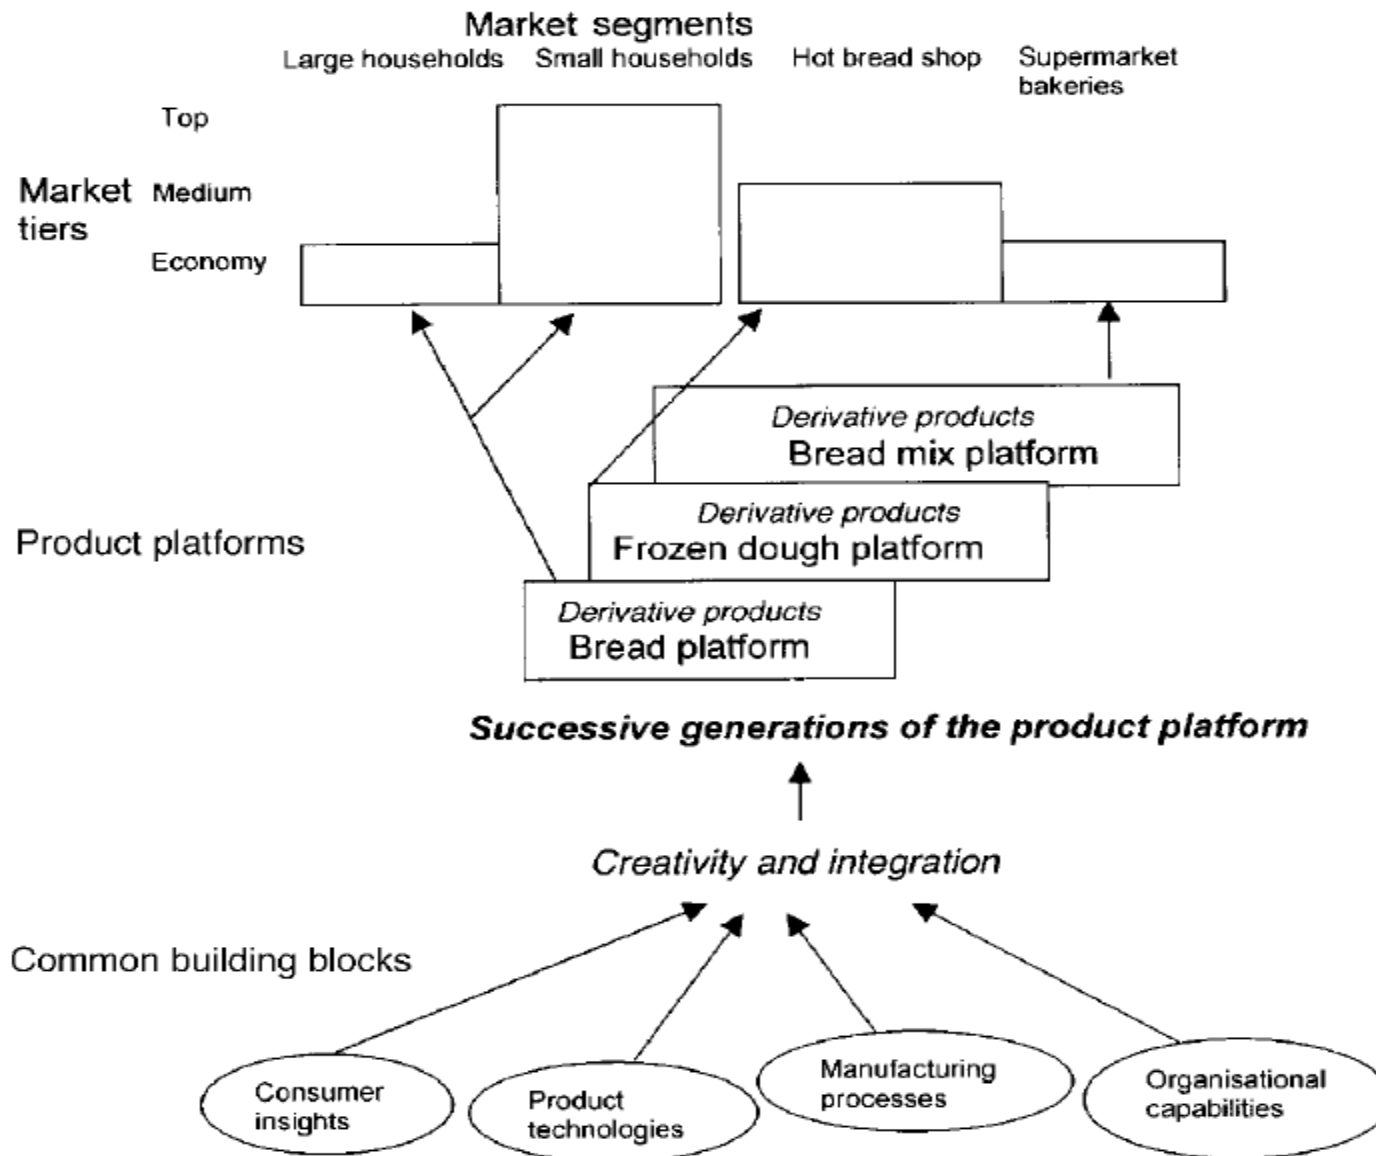 Market segments
Large households
Small households
Hot bread shop
Supermarket
bakeries
Top
Market
tiers
Medium
Economy
Derivative products
Bread mix platform
Derivative products
Frozen dough platform
Product platforms
Derivative products
Bread platform
Successive generations of the product platform
Creativity and integration
Common building blocks
Consumer
insights
Product
technologies
Manufacturing
processes
Organisational
capabilities